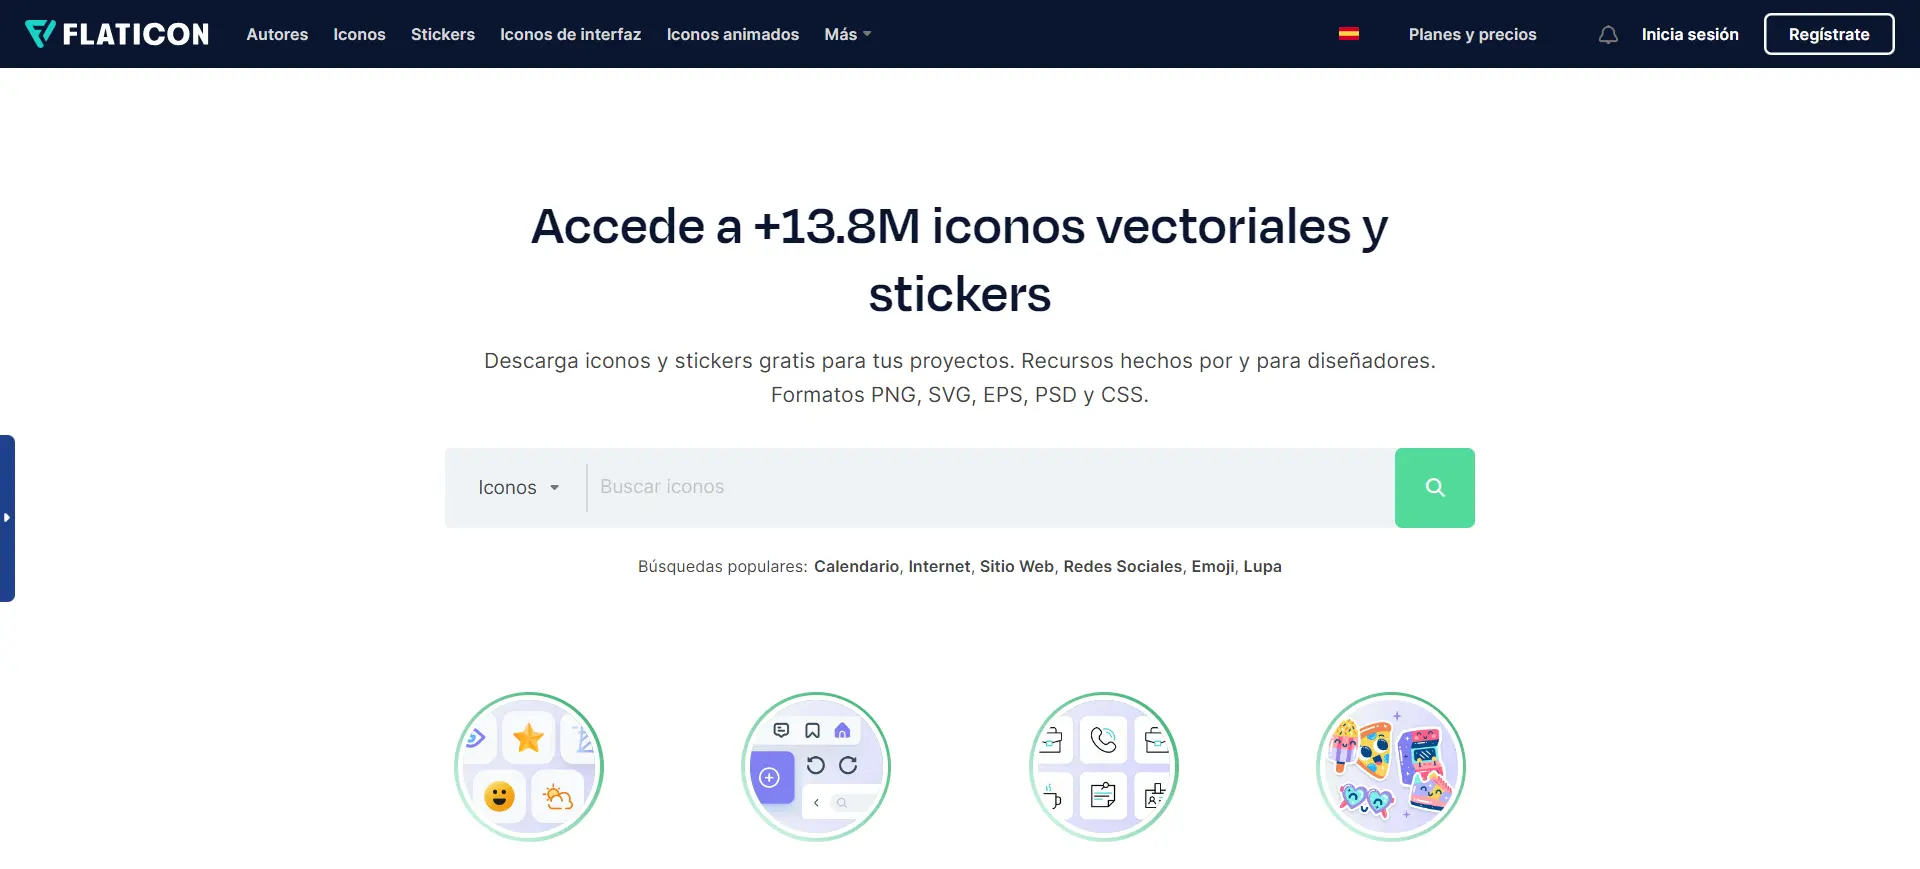 FLATICON Autores Iconos Stickers Iconos de interfaz Iconos animados Más Planes y precios Inicia sesión Regístrate
Accede a +13.8M iconos vectoriales y
stickers
Descarga iconos y stickers gratis para tus proyectos. Recursos hechos por y para diseñadores.
Formatos PNG, SVG, EPS, PSD y CSS.
Iconos Buscar iconos
Búsquedas populares: Calendario, Internet, Sitio Web, Redes Sociales, Emoji, Lupa